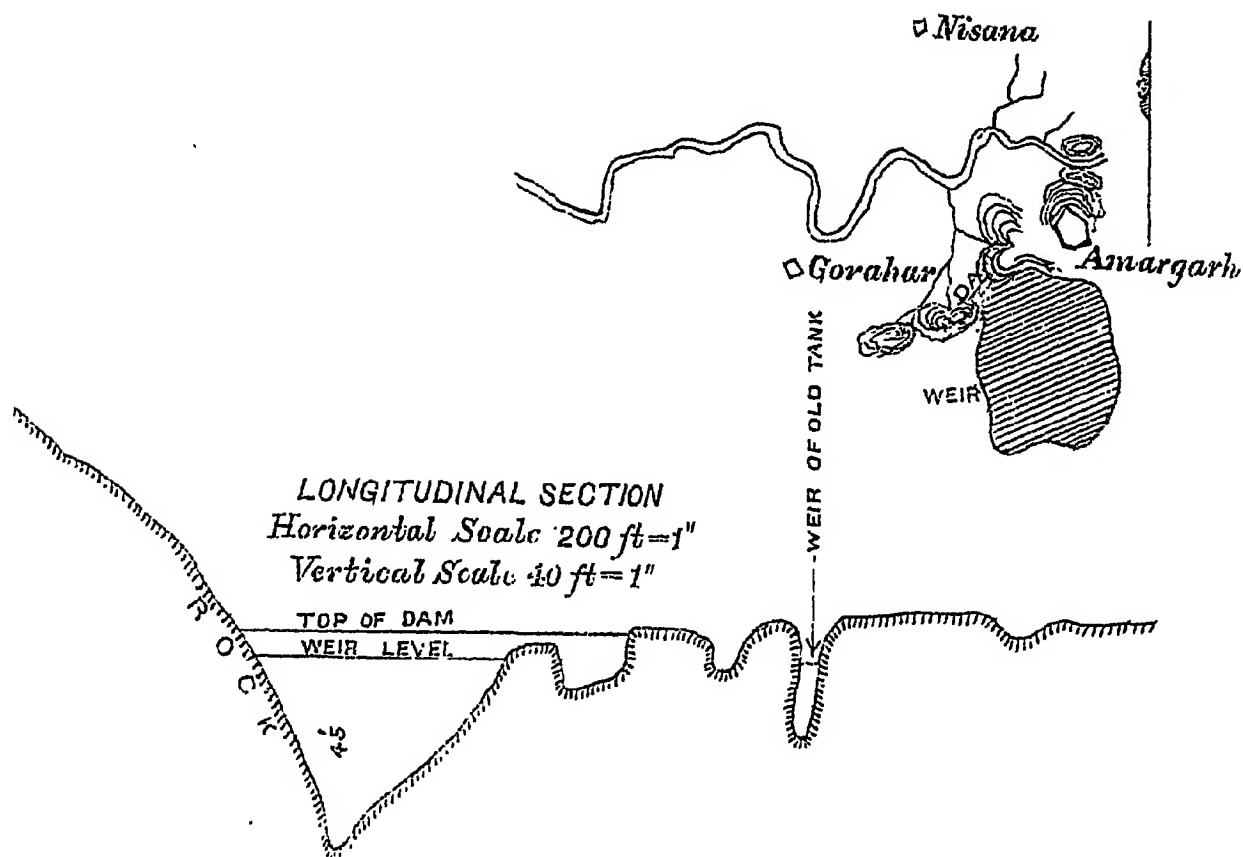 Nisana
Amargarh
Gorahar
DAM
WEIR
WEIR OF OLD TANK
LONGITUDINAL SECTION
Horizontal Scale 200 ft=1"
Vertical Scale 40 ft=1"
TOP OF DAM
WEIR LEVEL
ROCK
45'